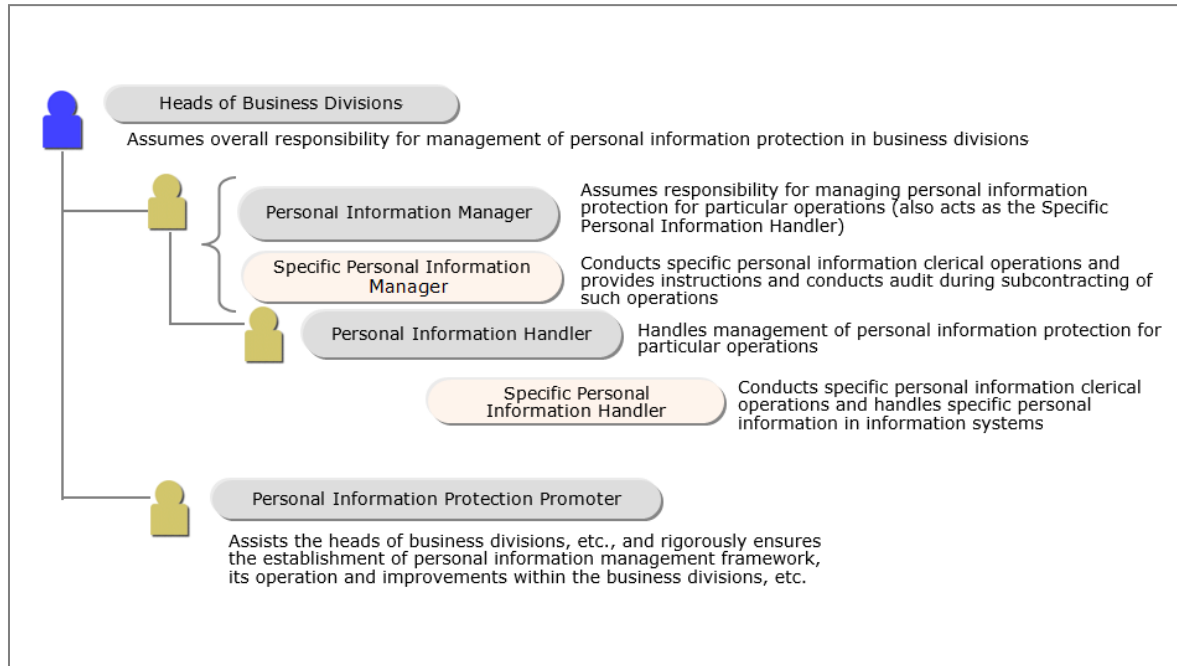 Heads of Business Divisions
Assumes overall responsibility for management of personal information protection in business divisions
Personal Information Manager
Assumes responsibility for managing personal information
protection for particular operations (also acts as the Specific
Personal Information Handler)
Specific Personal Information
Manager
Conducts specific personal information clerical operations and
provides instructions and conducts audit during subcontracting of
such operations
Personal Information Handler
Handles management of personal information protection for
particular operations
Specific Personal
Information Handler
Conducts specific personal information clerical
operations and handles specific personal
information in information systems
Personal Information Protection Promoter
Assists the heads of business divisions, etc., and rigorously ensures
the establishment of personal information management framework,
its operation and improvements within the business divisions, etc.